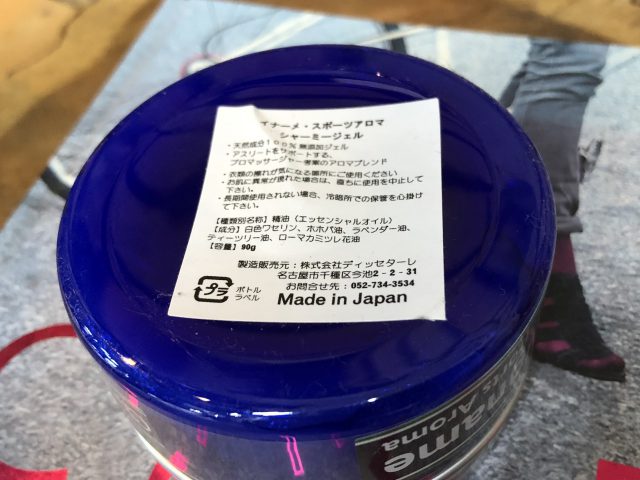 イナーメ・スポーツアロマ
シャーミージェル
・天然成分100%無添加ジェル
・アスリートをサポートする、
プロマッサージャー考案のアロマブレンド
・衣類の擦れが気になる箇所にご使用ください
・お肌に異常が現れた場合は、直ちに使用を中止して
下さい。
・長期間使用されない場合、冷暗所での保管を心掛け
て下さい。
【種類別名称】精油（エッセンシャルオイル）
【成分】白色ワセリン、ホホバ油、ラベンダー油、
ティーツリー油、ローマカミツレ花油
【容量】90g
製造販売元：株式会社ディッセターレ
名古屋市千種区今池2-2-31
お問合せ先：052-734-3534
Made in Japan
プラ
ボトル
ラベル
name
Aroma